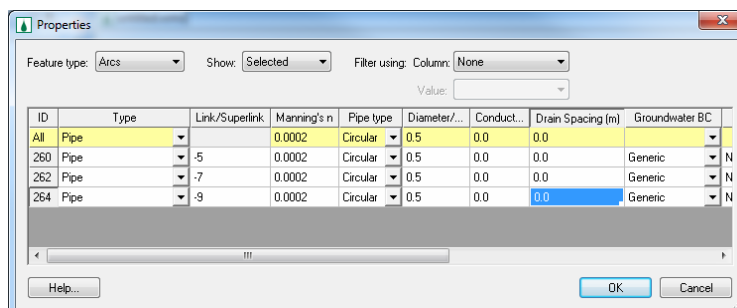 Properties
Feature type: Arcs Show: Selected Filter using: Column: None
Value:
ID Type Link/Superlink Manning's n Pipe type Diameter/... Conduct... Drain Spacing (m) Groundwater BC
All Pipe 0.0002 Circular 0.5 0.0 0.0
260 Pipe -5 0.0002 Circular 0.5 0.0 0.0 Generic N
262 Pipe -7 0.0002 Circular 0.5 0.0 0.0 Generic N
264 Pipe -9 0.0002 Circular 0.5 0.0 0.0 Generic N
Help... OK Cancel